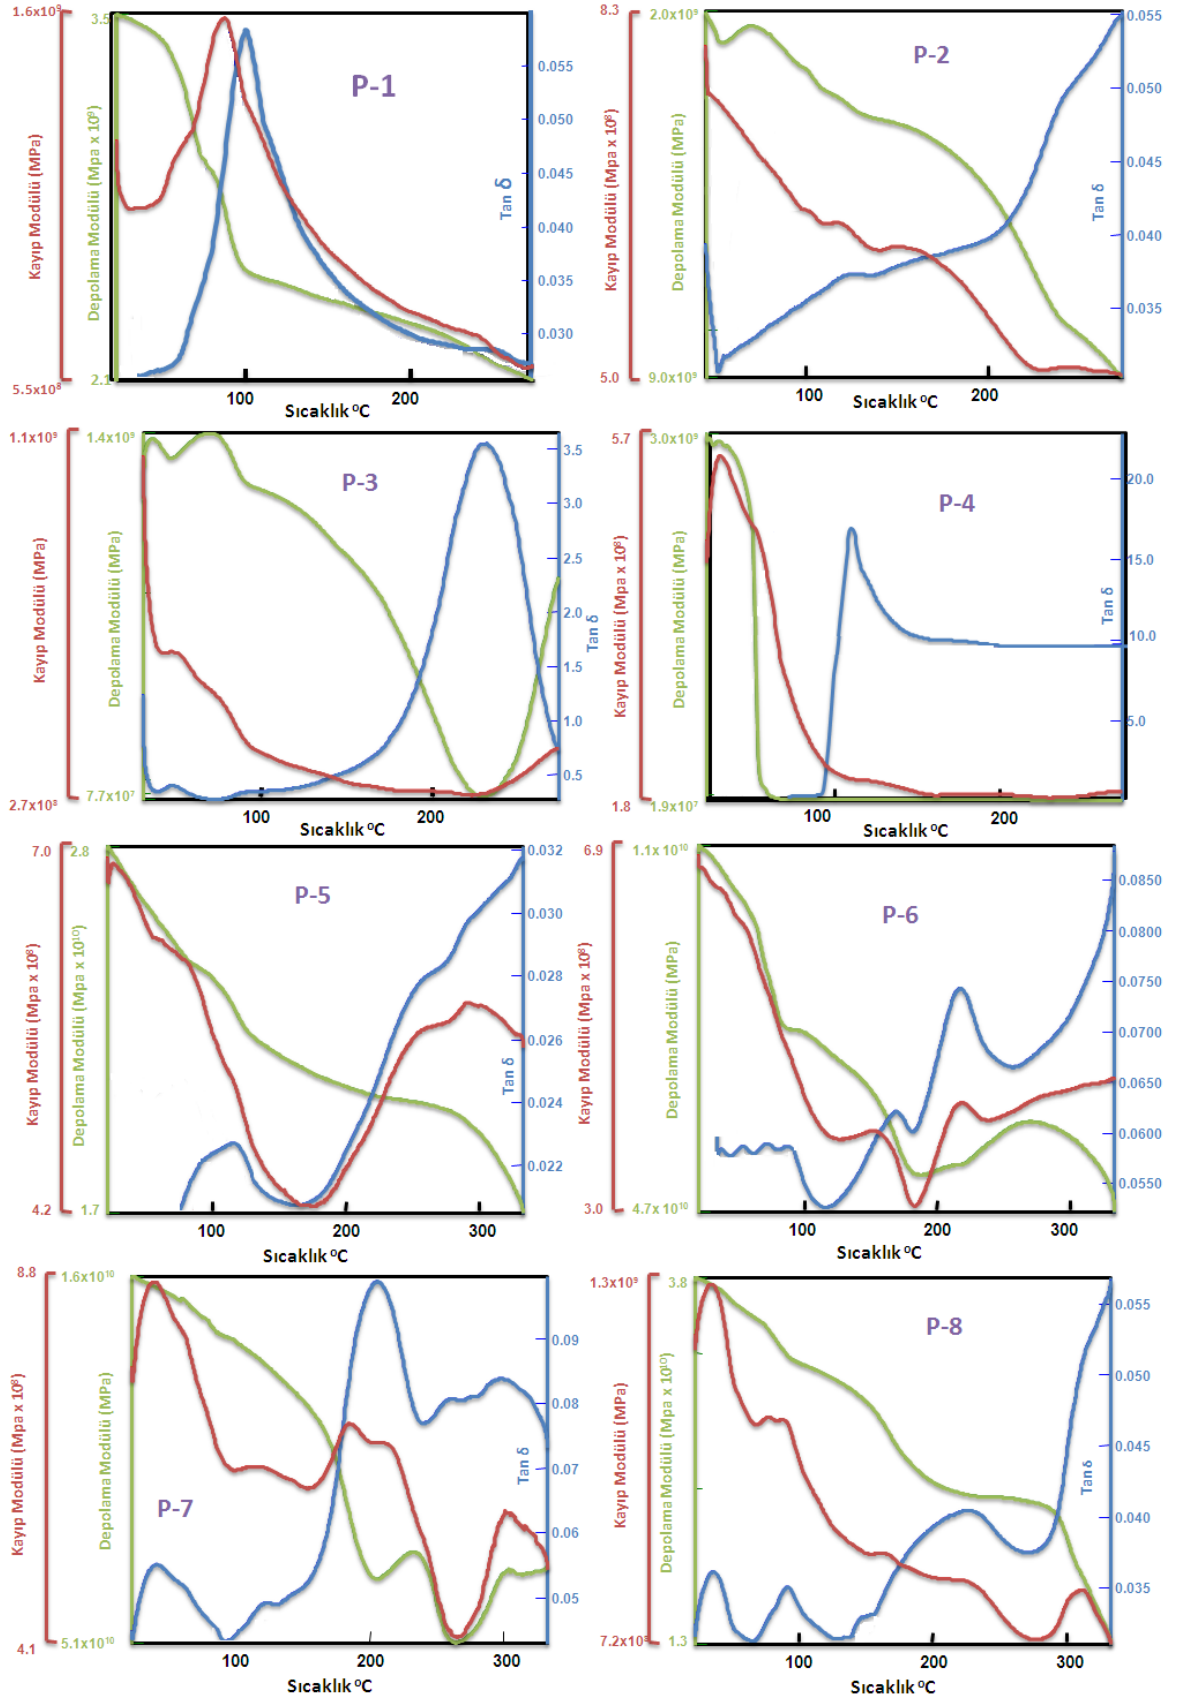 1.6x10⁹
3.5
P-1
0.055
0.050
0.045
0.040
0.035
0.030
Kayıp Modülü (MPa)
Depolama Modülü (Mpa x 10⁹)
Tan δ
5.5x10⁸
2.1
100
200
Sıcaklık ⁰C
8.3
2.0x10⁹
P-2
0.055
0.050
0.045
0.040
0.035
Kayıp Modülü (Mpa x 10⁸)
Depolama Modülü (MPa)
Tan δ
5.0
9.0x10⁹
100
200
Sıcaklık ⁰C
1.1x10⁹
1.4x10⁹
P-3
3.5
3.0
2.5
2.0
1.5
1.0
0.5
Kayıp Modülü (MPa)
Depolama Modülü (MPa)
Tan δ
2.7x10⁸
7.7x10⁷
100
200
Sıcaklık ⁰C
5.7
3.0x10⁹
P-4
20.0
15.0
10.0
5.0
Kayıp Modülü (Mpa x 10⁸)
Depolama Modülü (MPa)
Tan δ
1.8
1.9x10⁷
100
200
Sıcaklık ⁰C
7.0
2.8
P-5
0.032
0.030
0.028
0.026
0.024
0.022
Kayıp Modülü (Mpa x 10⁸)
Depolama Modülü (Mpa x 10¹⁰)
Tan δ
4.2
1.7
100
200
300
Sıcaklık ⁰C
6.9
1.1x 10¹⁰
P-6
0.0850
0.0800
0.0750
0.0700
0.0650
0.0600
0.0550
Kayıp Modülü (Mpa x 10⁸)
Depolama Modülü (MPa)
3.0
4.7x10¹⁰
100
200
300
Sıcaklık ⁰C
8.8
1.6x10¹⁰
P-7
0.09
0.08
0.07
0.06
0.05
Kayıp Modülü (Mpa x 10⁸)
Depolama Modülü (MPa)
Tan δ
4.1
5.1x10¹⁰
100
200
300
Sıcaklık ⁰C
1.3x10⁹
3.8
P-8
0.055
0.050
0.045
0.040
0.035
Kayıp Modülü (MPa)
Depolama Modülü (Mpa x 10¹⁰)
Tan δ
7.2x10⁸
1.3
100
200
300
Sıcaklık ⁰C